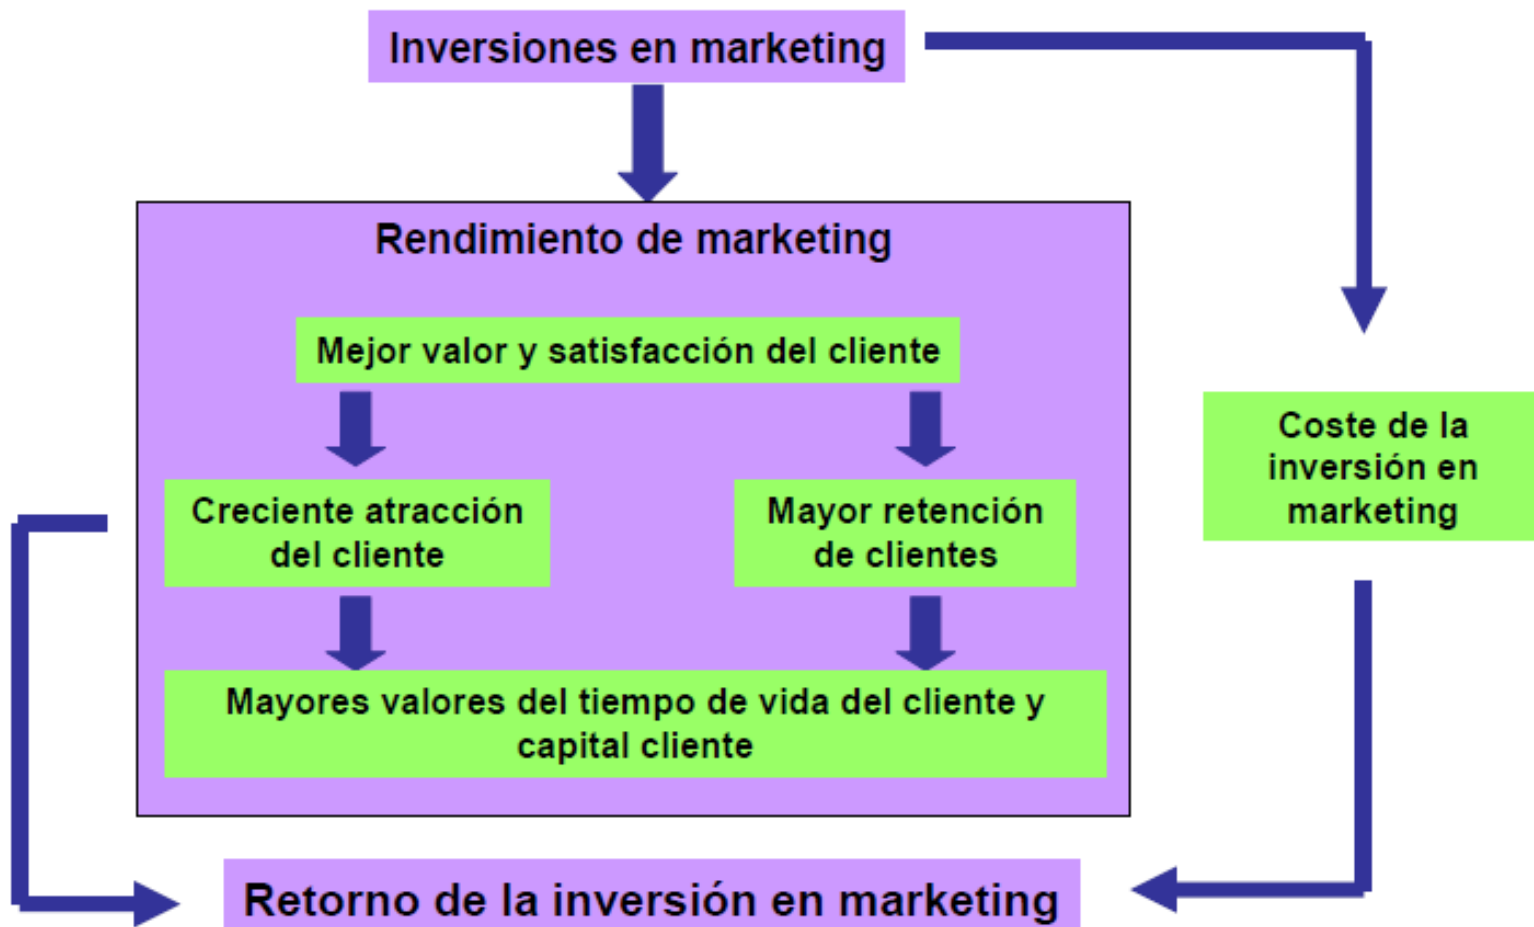 Inversiones en marketing
Rendimiento de marketing
Mejor valor y satisfacción del cliente
Creciente atracción
del cliente
Mayor retención
de clientes
Coste de la
inversión en
marketing
Mayores valores del tiempo de vida del cliente y
capital cliente
Retorno de la inversión en marketing